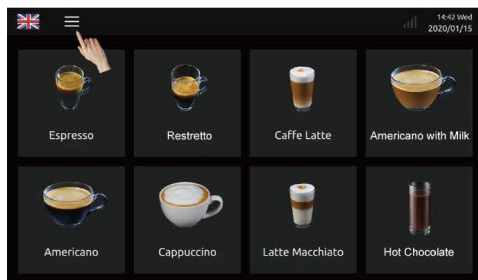 14:42 Wed
2020/01/15
Espresso
Restretto
Caffe Latte
Americano with Milk
Americano
Cappuccino
Latte Macchiato
Hot Chocolate